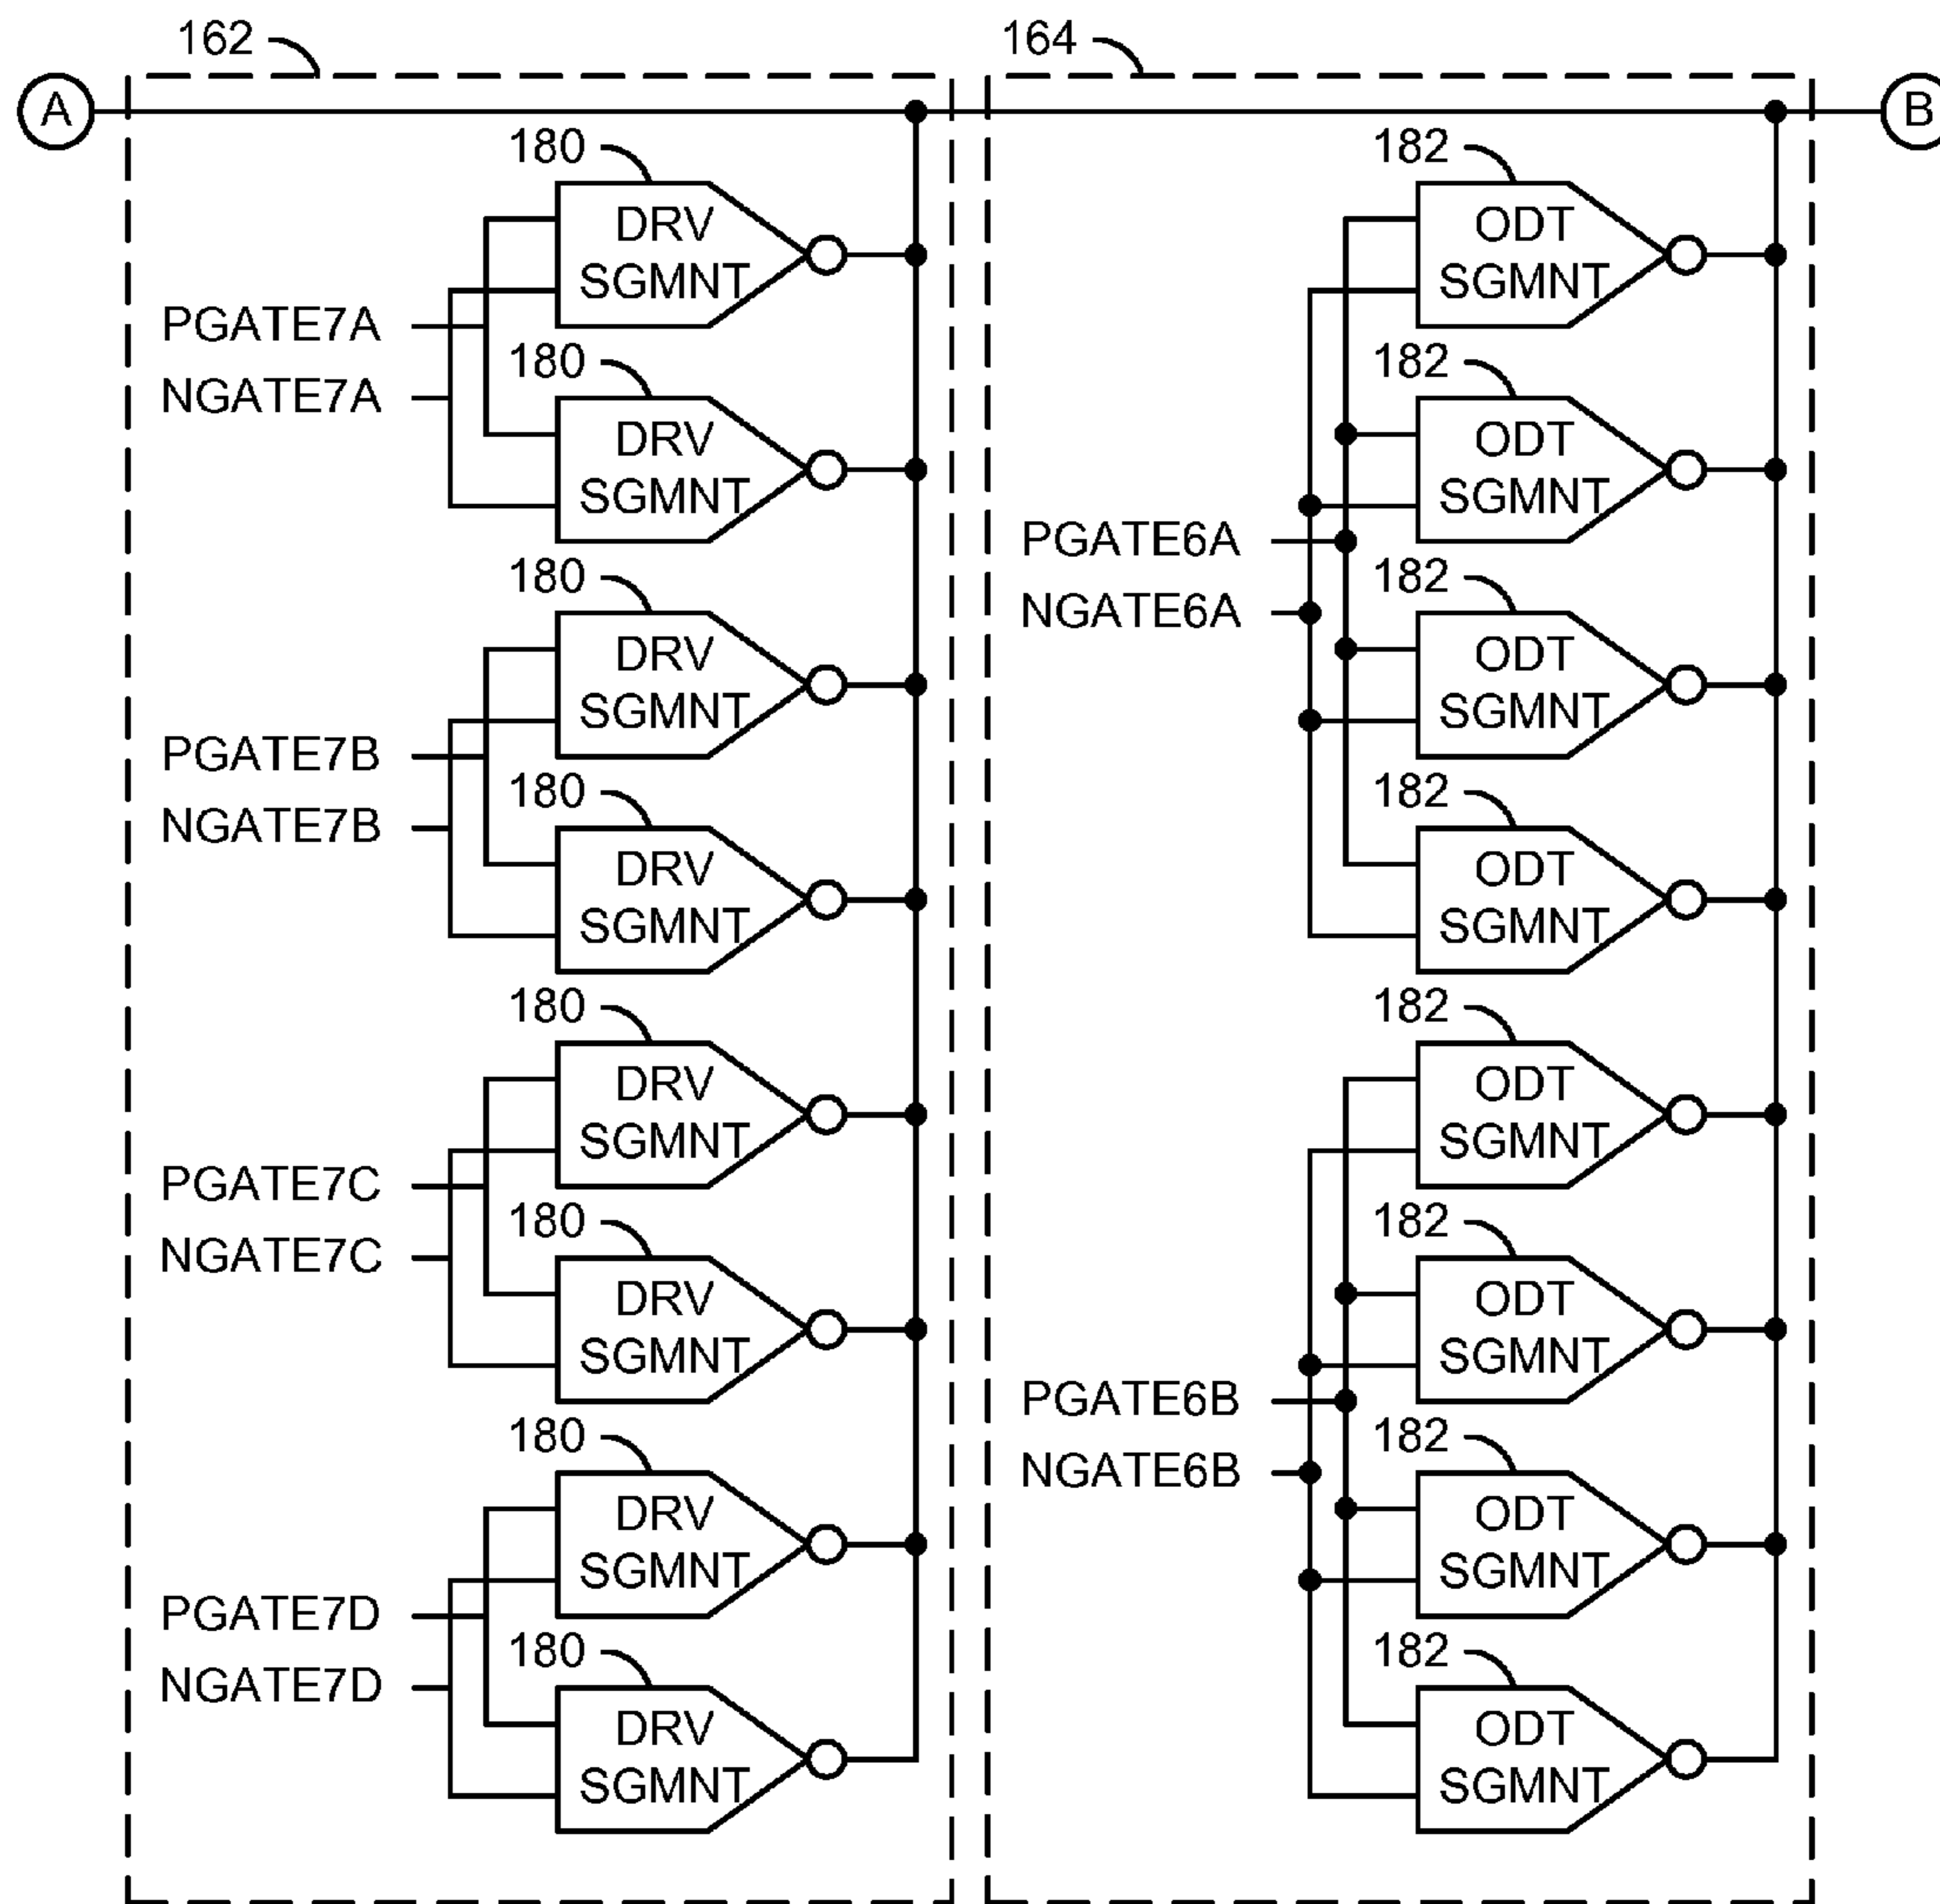 162
164
A
B
180
DRV
SGMNT
PGATE7A
NGATE7A
180
DRV
SGMNT
180
DRV
SGMNT
PGATE7B
NGATE7B
180
DRV
SGMNT
180
DRV
SGMNT
PGATE7C
NGATE7C
180
DRV
SGMNT
180
DRV
SGMNT
PGATE7D
NGATE7D
180
DRV
SGMNT
182
ODT
SGMNT
182
ODT
SGMNT
PGATE6A
NGATE6A
182
ODT
SGMNT
182
ODT
SGMNT
182
ODT
SGMNT
182
ODT
SGMNT
PGATE6B
NGATE6B
182
ODT
SGMNT
182
ODT
SGMNT